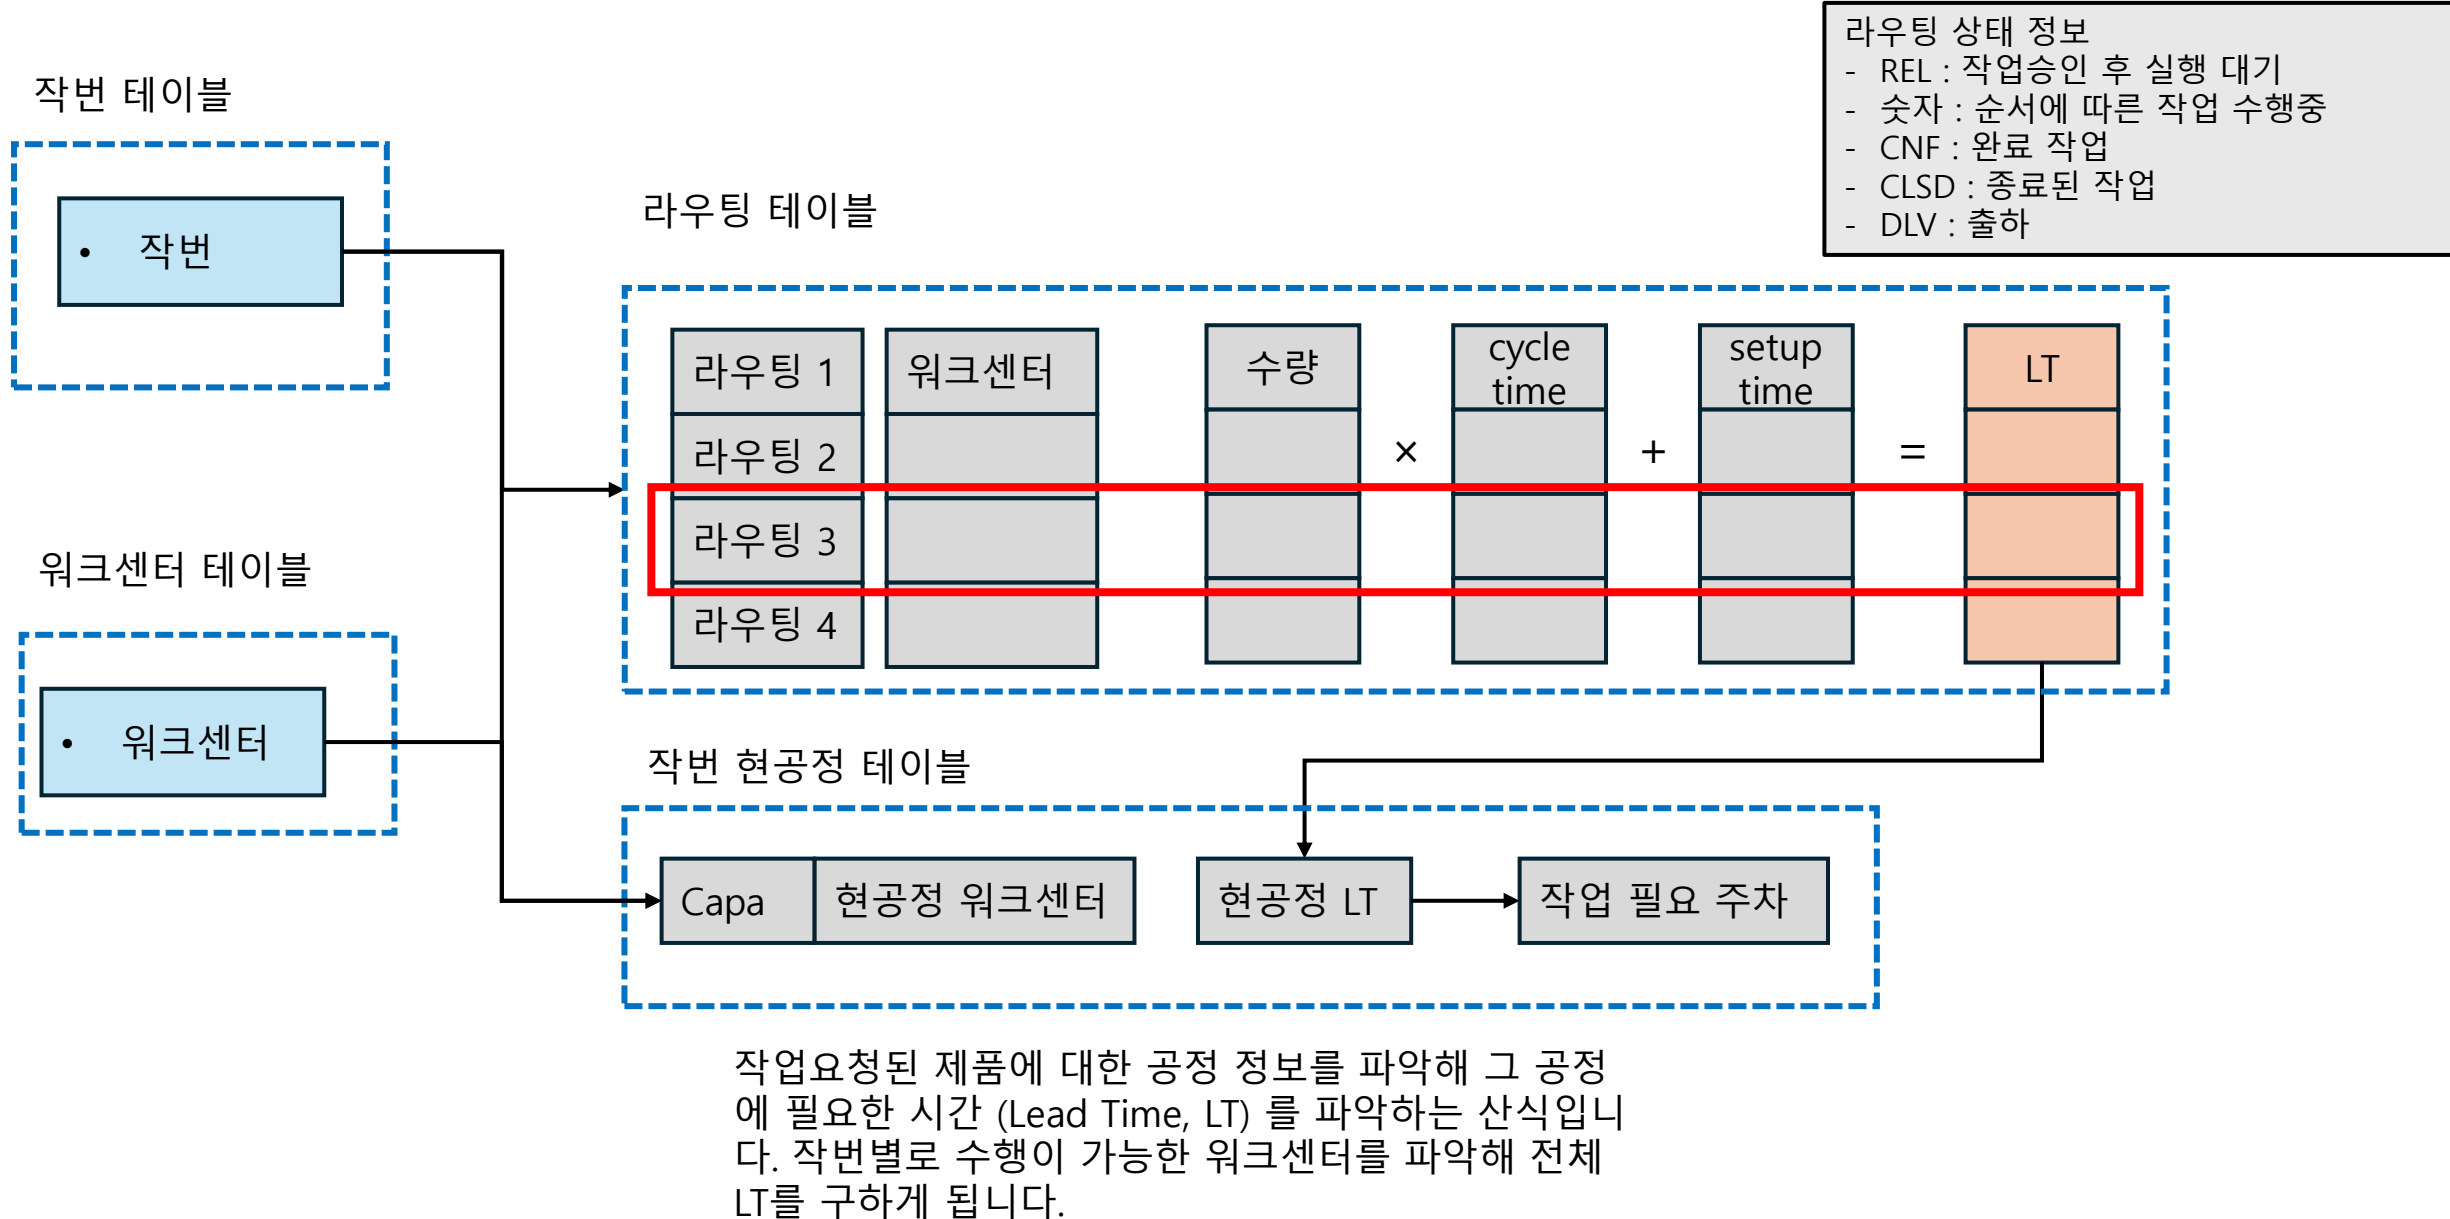 라우팅 상태 정보
- REL : 작업승인 후 실행 대기
- 숫자 : 순서에 따른 작업 수행중
- CNF : 완료 작업
- CLSD : 종료된 작업
- DLV : 출하
작번 테이블
• 작번
라우팅 테이블
라우팅 1 워크센터 수량 cycle time setup time LT
라우팅 2 × + =
라우팅 3
라우팅 4
워크센터 테이블
• 워크센터
작번 현공정 테이블
Capa 현공정 워크센터 현공정 LT 작업 필요 주차
작업요청된 제품에 대한 공정 정보를 파악해 그 공정
에 필요한 시간 (Lead Time, LT) 를 파악하는 산식입니
다. 작번별로 수행이 가능한 워크센터를 파악해 전체
LT를 구하게 됩니다.